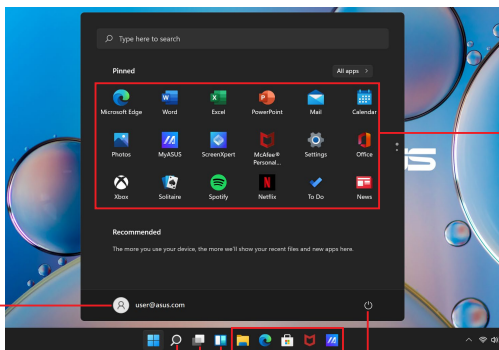 Type here to search
Pinned
All apps >
Microsoft Edge Word Excel PowerPoint Mail Calendar
Photos MyASUS ScreenXpert McAfee® Personal... Settings Office
Xbox Solitaire Spotify Netflix To Do News
Recommended
The more you use your device, the more we'll show your recent files and new apps here.
user@asus.com